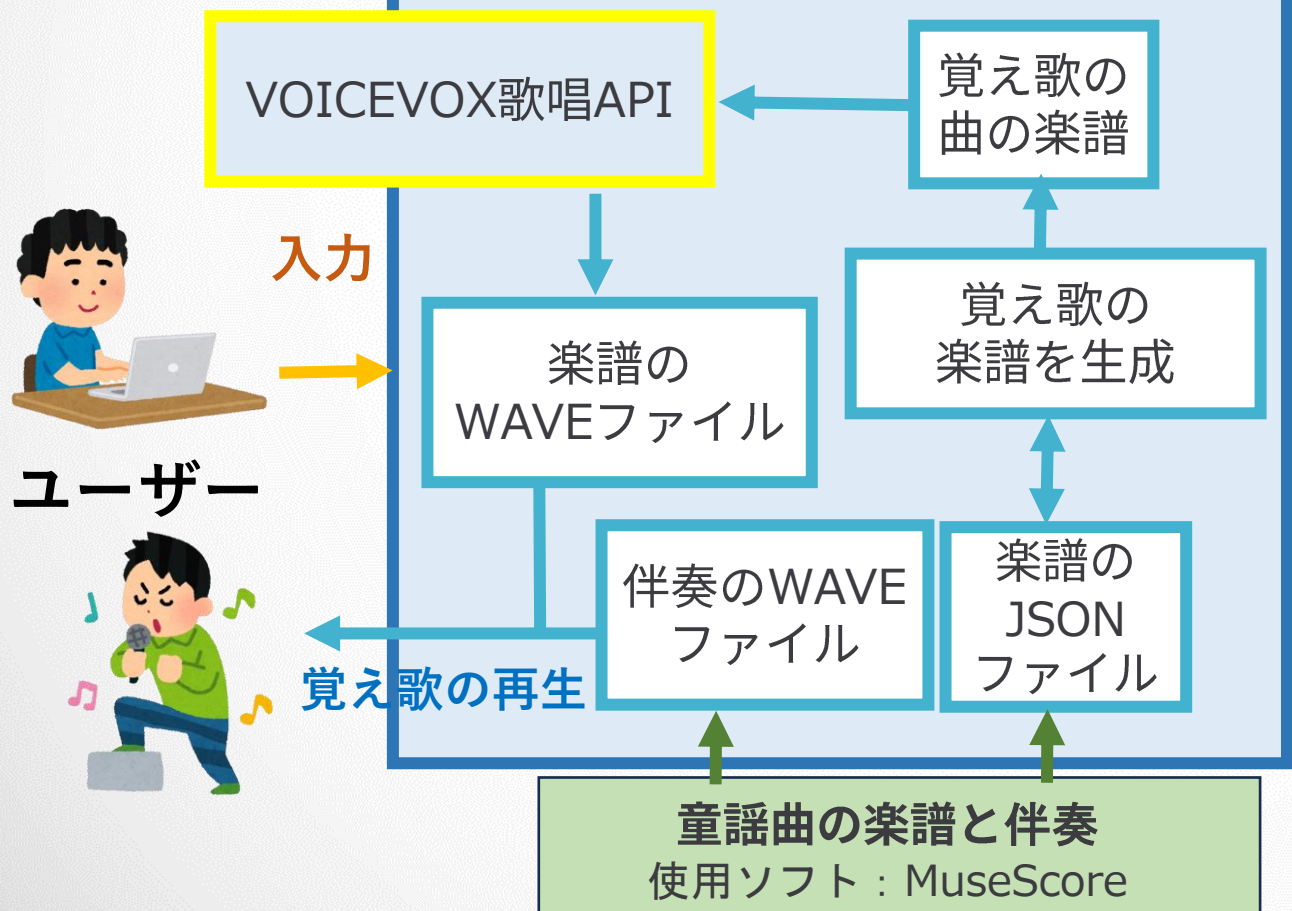 VOICEVOX歌唱API
覚え歌の
曲の楽譜
入力
覚え歌の
楽譜を生成
楽譜の
WAVEファイル
ユーザー
伴奏のWAVE
ファイル
楽譜の
JSON
ファイル
覚え歌の再生
童謡曲の楽譜と伴奏
使用ソフト：MuseScore